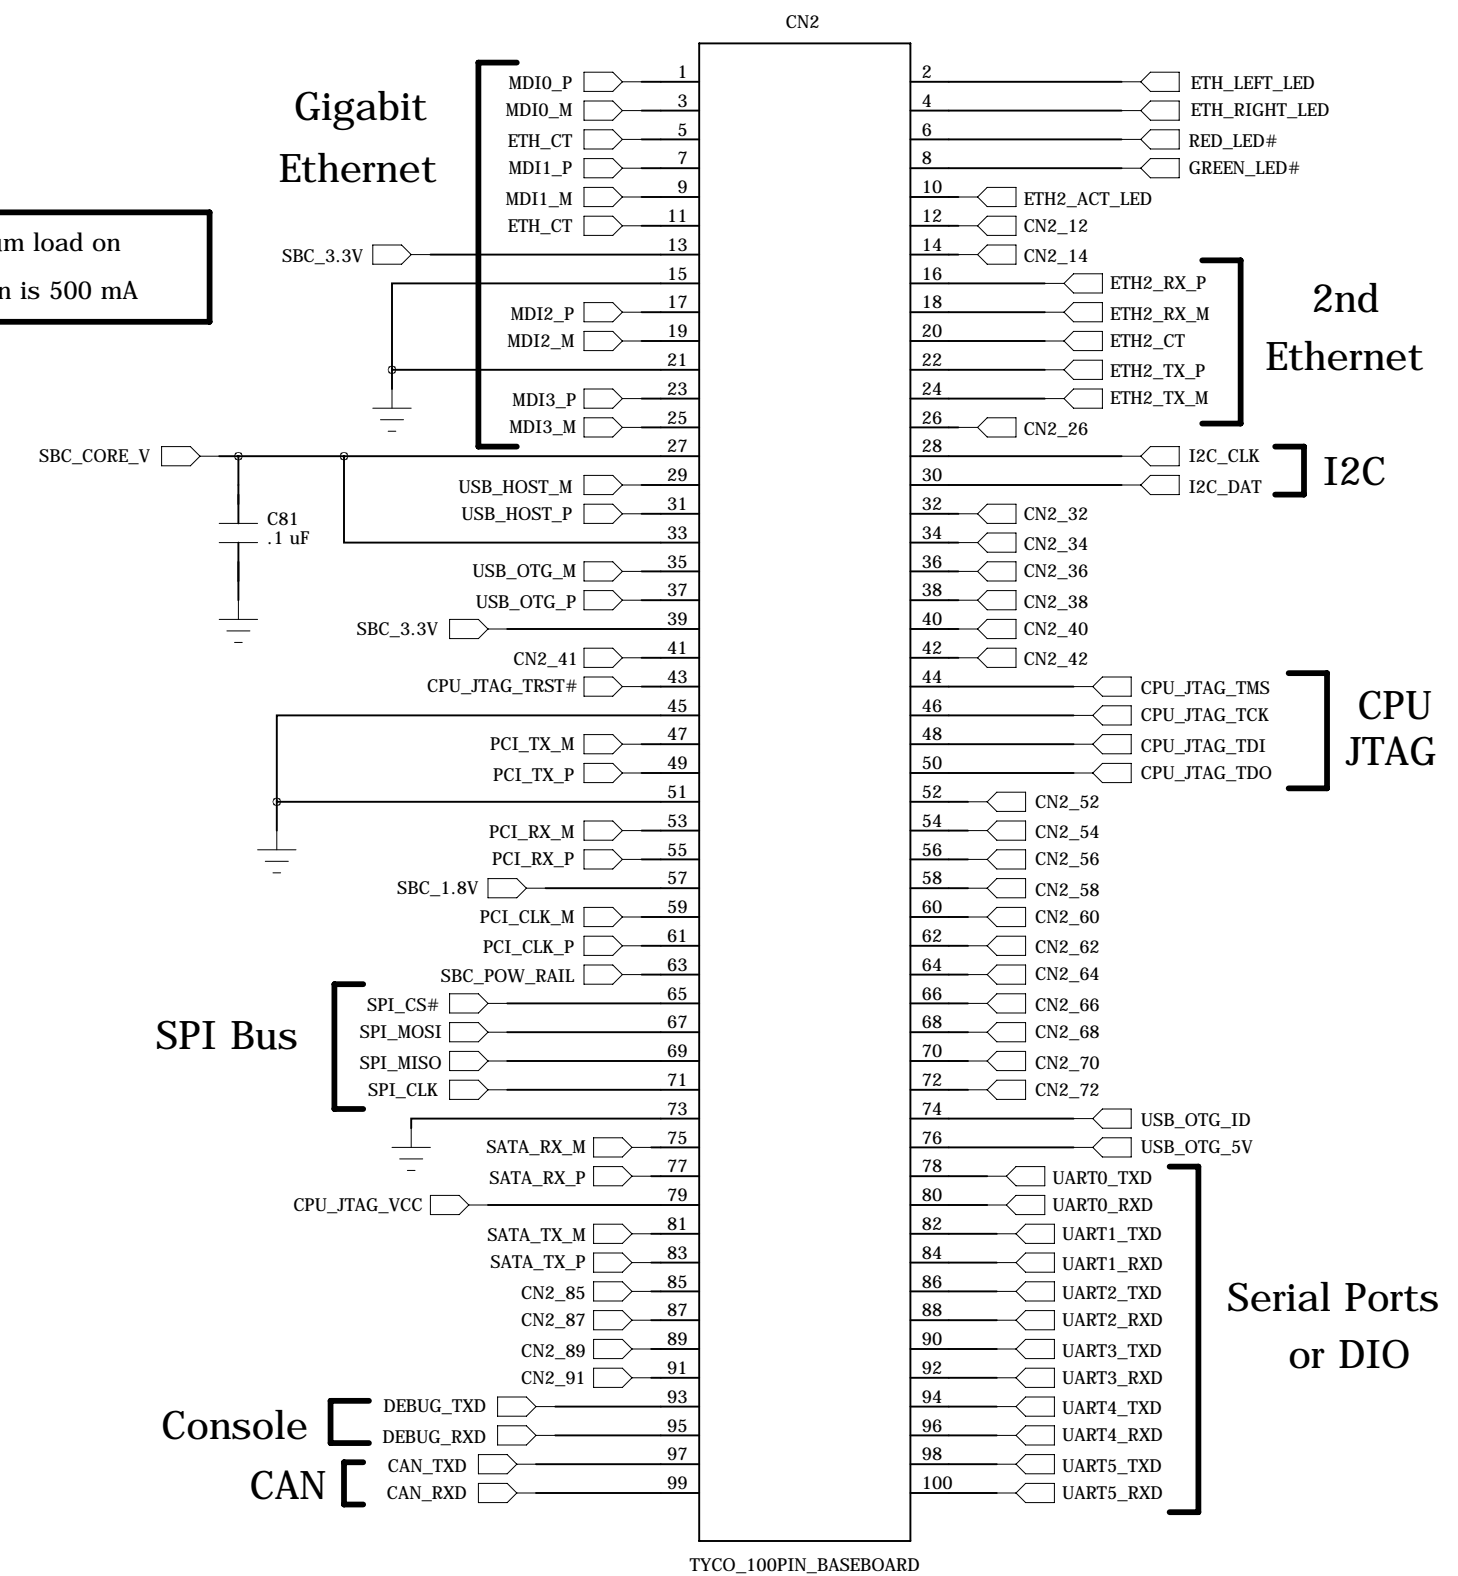 CN2
Gigabit
Ethernet
MDI0_P 1
MDI0_M 3
ETH_CT 5
MDI1_P 7
MDI1_M 9
ETH_CT 11
SBC_3.3V 13
15
MDI2_P 17
MDI2_M 19
21
MDI3_P 23
MDI3_M 25
SBC_CORE_V 27
USB_HOST_M 29
USB_HOST_P 31
33
C81
.1 uF
USB_OTG_M 35
USB_OTG_P 37
SBC_3.3V 39
CN2_41 41
CPU_JTAG_TRST# 43
45
PCI_TX_M 47
PCI_TX_P 49
51
PCI_RX_M 53
PCI_RX_P 55
SBC_1.8V 57
PCI_CLK_M 59
PCI_CLK_P 61
SBC_POW_RAIL 63
SPI Bus
SPI_CS# 65
SPI_MOSI 67
SPI_MISO 69
SPI_CLK 71
73
SATA_RX_M 75
SATA_RX_P 77
CPU_JTAG_VCC 79
SATA_TX_M 81
SATA_TX_P 83
CN2_85 85
CN2_87 87
CN2_89 89
CN2_91 91
Console
DEBUG_TXD 93
DEBUG_RXD 95
CAN
CAN_TXD 97
CAN_RXD 99
load on
is 500 mA
2 ETH_LEFT_LED
4 ETH_RIGHT_LED
6 RED_LED#
8 GREEN_LED#
10 ETH2_ACT_LED
12 CN2_12
14 CN2_14
16 ETH2_RX_P
18 ETH2_RX_M
20 ETH2_CT
22 ETH2_TX_P
24 ETH2_TX_M
2nd
Ethernet
26 CN2_26
28 I2C_CLK
30 I2C_DAT
I2C
32 CN2_32
34 CN2_34
36 CN2_36
38 CN2_38
40 CN2_40
42 CN2_42
44 CPU_JTAG_TMS
46 CPU_JTAG_TCK
48 CPU_JTAG_TDI
50 CPU_JTAG_TDO
CPU
JTAG
52 CN2_52
54 CN2_54
56 CN2_56
58 CN2_58
60 CN2_60
62 CN2_62
64 CN2_64
66 CN2_66
68 CN2_68
70 CN2_70
72 CN2_72
74 USB_OTG_ID
76 USB_OTG_5V
78 UART0_TXD
80 UART0_RXD
82 UART1_TXD
84 UART1_RXD
86 UART2_TXD
88 UART2_RXD
90 UART3_TXD
92 UART3_RXD
94 UART4_TXD
96 UART4_RXD
98 UART5_TXD
100 UART5_RXD
Serial Ports
or DIO
TYCO_100PIN_BASEBOARD